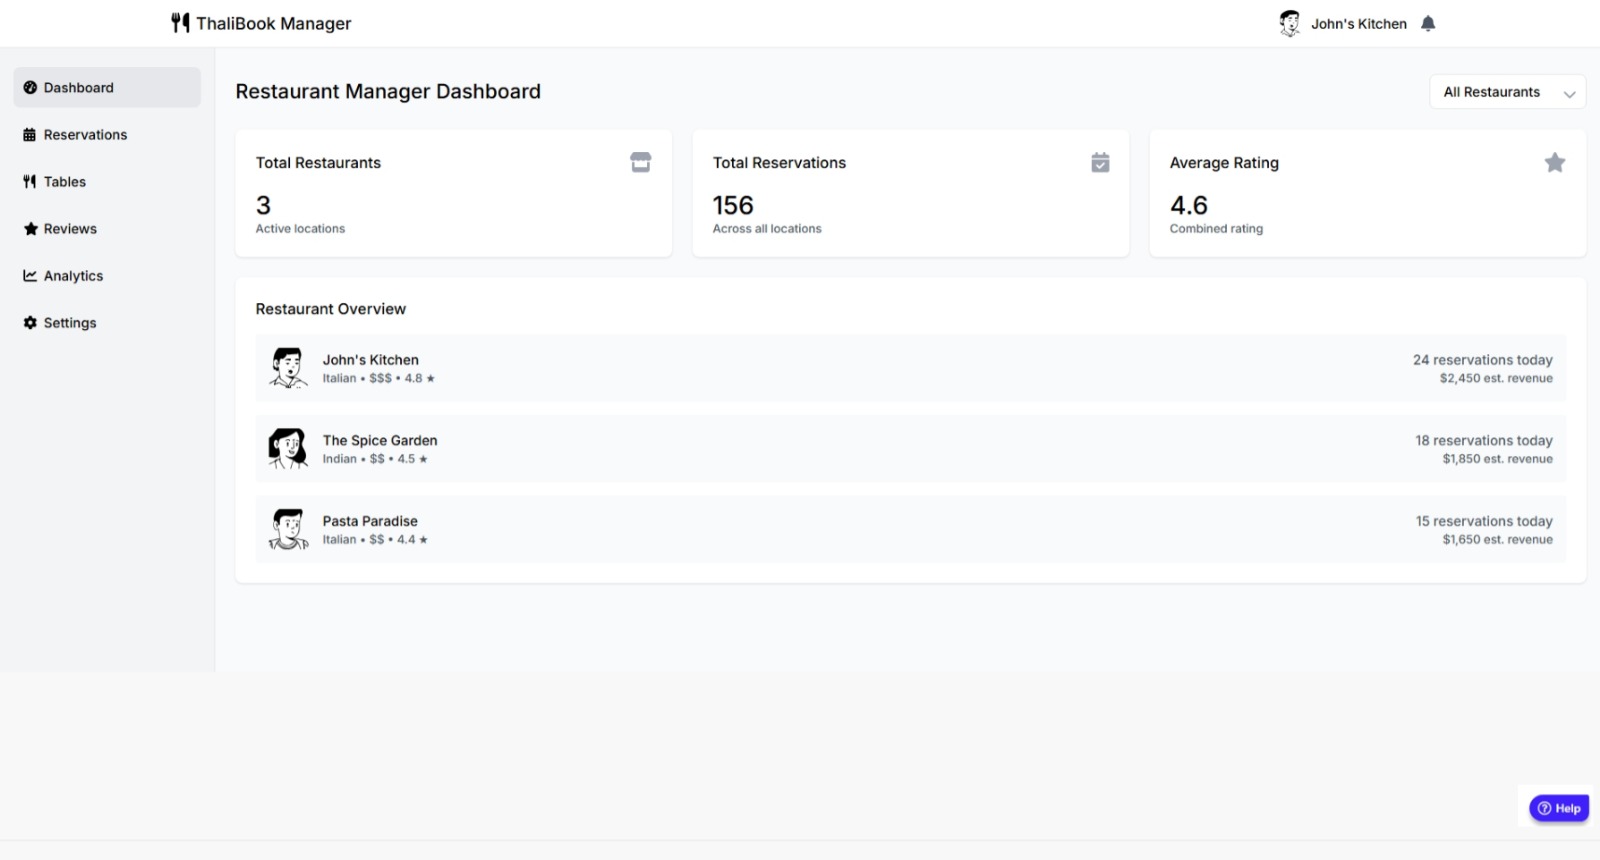 ThaliBook Manager
John's Kitchen
Dashboard
Reservations
Tables
Reviews
Analytics
Settings
Restaurant Manager Dashboard
All Restaurants
Total Restaurants
3
Active locations
Total Reservations
156
Across all locations
Average Rating
4.6
Combined rating
Restaurant Overview
John's Kitchen
Italian • $$$ • 4.8 ★
24 reservations today
$2,450 est. revenue
The Spice Garden
Indian • $$ • 4.5 ★
18 reservations today
$1,850 est. revenue
Pasta Paradise
Italian • $$ • 4.4 ★
15 reservations today
$1,650 est. revenue
Help